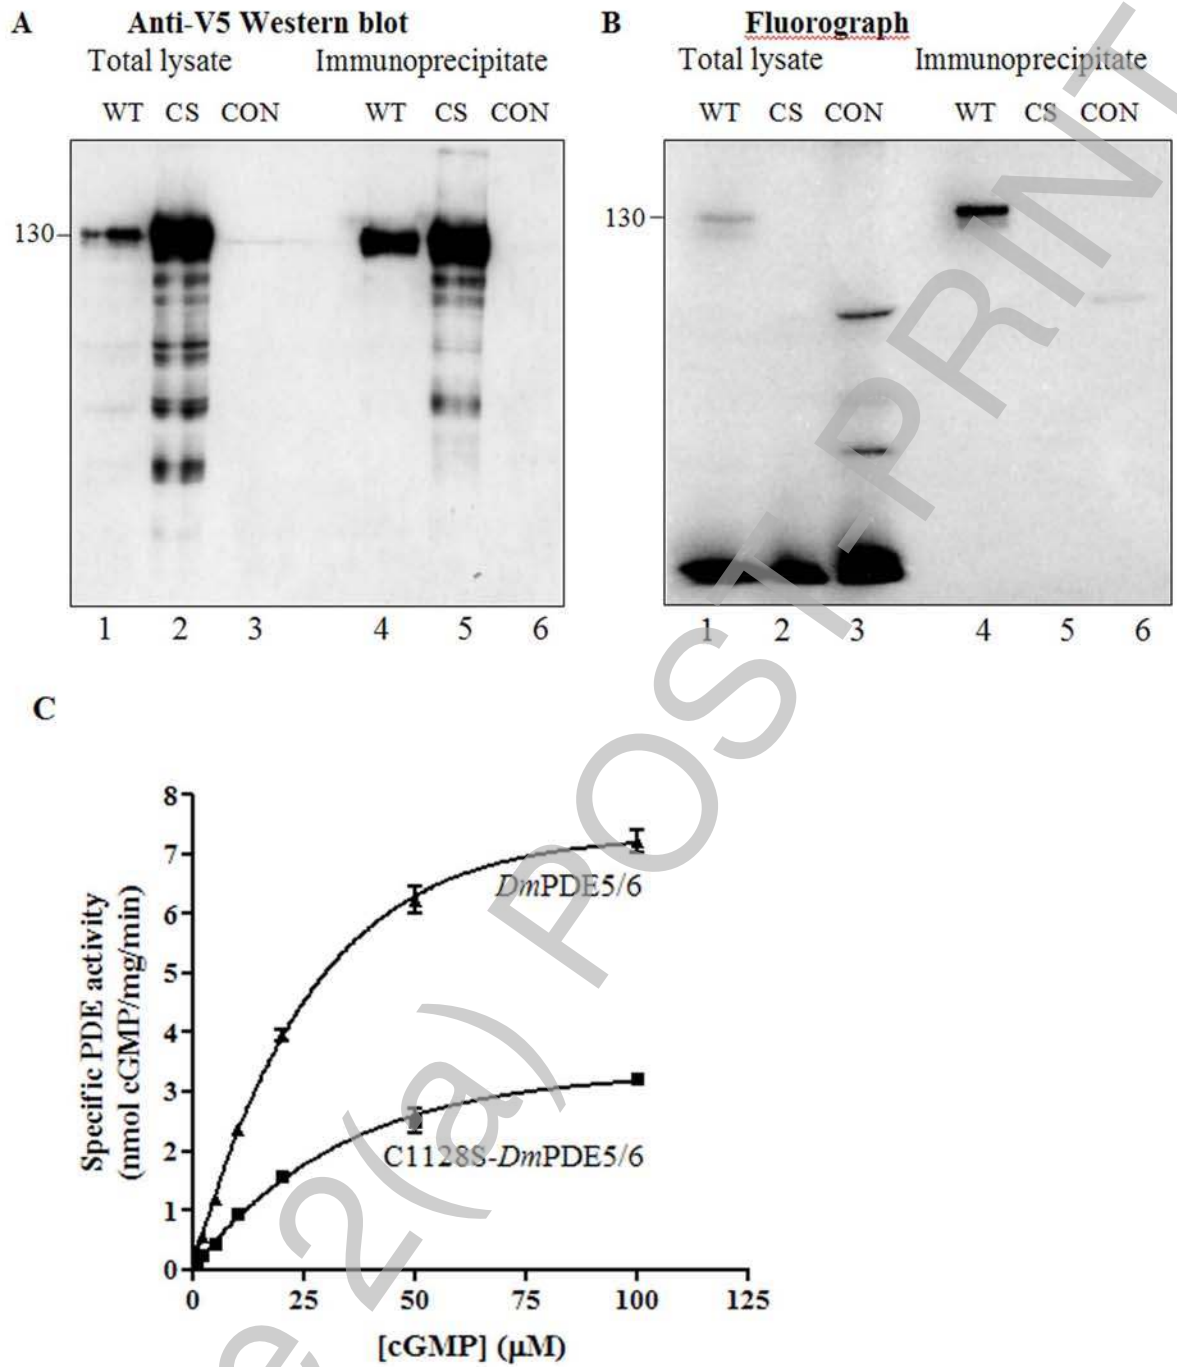 A Anti-V5 Western blot
Total lysate Immunoprecipitate
WT CS CON WT CS CON
130
1 2 3 4 5 6
B Fluorograph
Total lysate Immunoprecipitate
WT CS CON WT CS CON
130
1 2 3 4 5 6
C
Specific PDE activity
(nmol cGMP/mg/min)
8
7
6
5
4
3
2
1
0
DmPDE5/6
C1128S-DmPDE5/6
0 25 50 75 100 125
[cGMP] (µM)
2(a) POST-PRINT